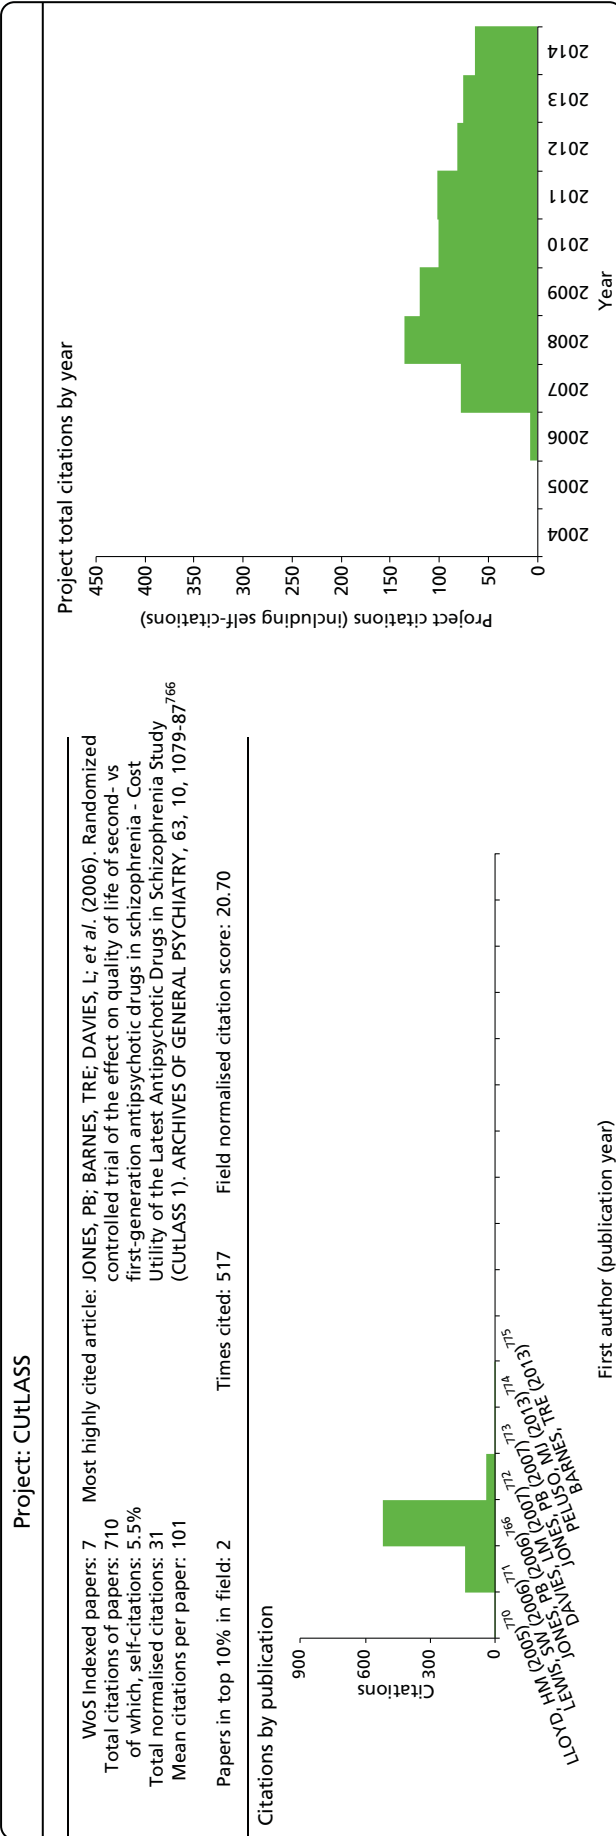 Project: CUtLASS
WoS Indexed papers: 7
Total citations of papers: 710
of which, self-citations: 5.5%
Total normalised citations: 31
Mean citations per paper: 101
Papers in top 10% in field: 2
Most highly cited article: JONES, PB; BARNES, TRE; DAVIES, L; et al. (2006). Randomized
controlled trial of the effect on quality of life of second- vs
first-generation antipsychotic drugs in schizophrenia - Cost
Utility of the Latest Antipsychotic Drugs in Schizophrenia Study
(CUtLASS 1). ARCHIVES OF GENERAL PSYCHIATRY, 63, 10, 1079-87766
Times cited: 517
Field normalised citation score: 20.70
Citations by publication
900
600
300
0
Citations
LLOYD, HM (2005)770
LEWIS, SW (2006)771
JONES, PB (2006)766
DAVIES, LM (2007)772
JONES, PB (2007)773
PELUSO, MJ (2013)774
BARNES, TRE (2013)775
First author (publication year)
Project total citations by year
450
400
350
300
250
200
150
100
50
0
Project citations (including self-citations)
2004
2005
2006
2007
2008
2009
2010
2011
2012
2013
2014
Year